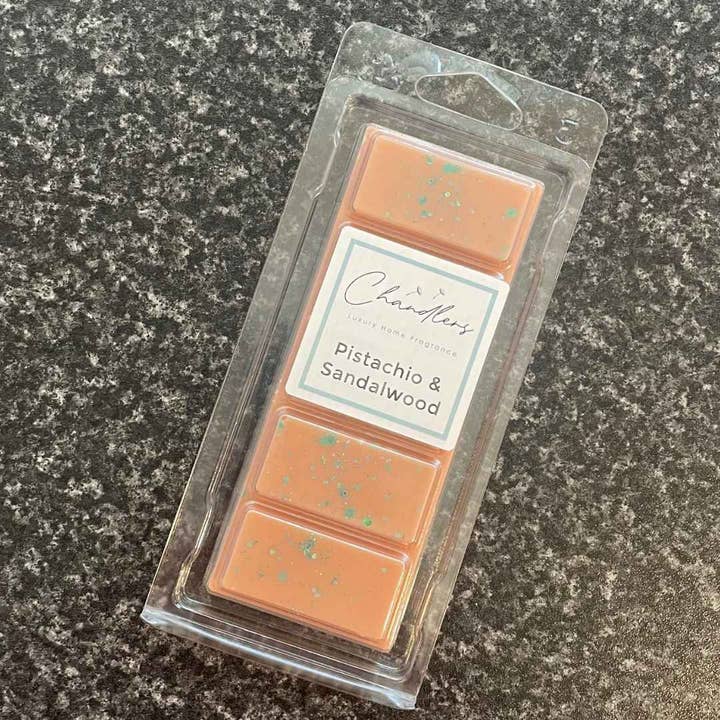 Chandlers
Luxury Home Fragrance
Pistachio &
Sandalwood